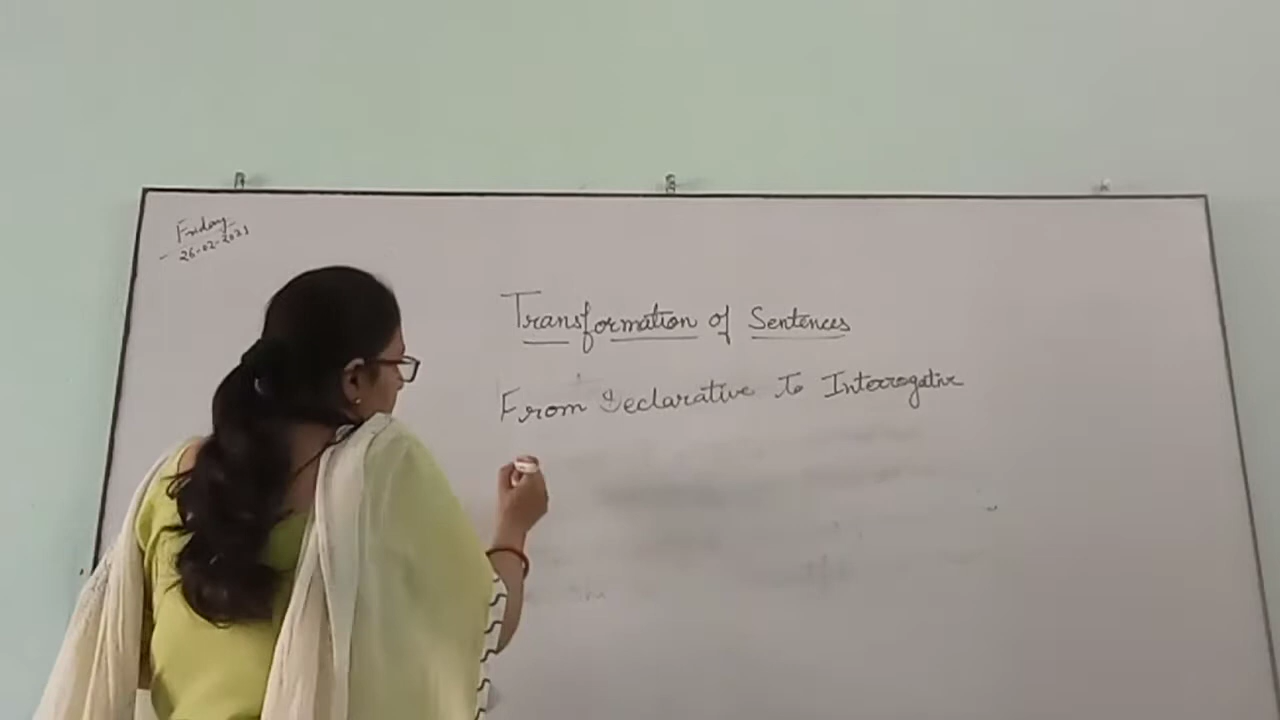 Friday
26-02-2021
Transformation of Sentences
From Declarative to Interrogative